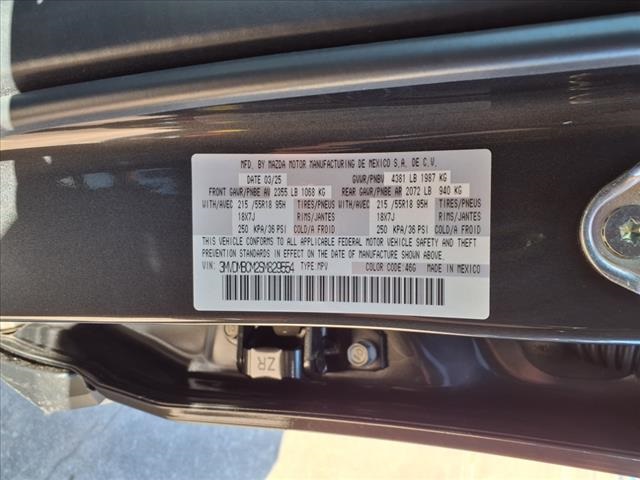 MFD. BY MAZDA MOTOR MANUFACTURING DE MEXICO S.A. DE C.V.
DATE 03/25 GVWR/PNBV 4381 LB 1987 KG
FRONT GAWR/PNBE AV 2355 LB 1068 KG REAR GAWR/PNBE AR 2072 LB 940 KG
WITH/AVEC 215/55R18 95H TIRES/PNEUS WITH/AVEC 215/55R18 95H TIRES/PNEUS
18X7J RIMS/JANTES 18X7J RIMS/JANTES
250 KPA/36 PSI COLD/A FROID 250 KPA/36 PSI COLD/A FROID
THIS VEHICLE CONFORMS TO ALL APPLICABLE FEDERAL MOTOR VEHICLE SAFETY AND
THEFT PREVENTION STANDARDS IN EFFECT ON THE DATE OF MANUFACTURE SHOWN ABOVE.
VIN: 3MVDMBCM2SM829554 TYPE MPV COLOR CODE: 46G MADE IN MEXICO
ZR